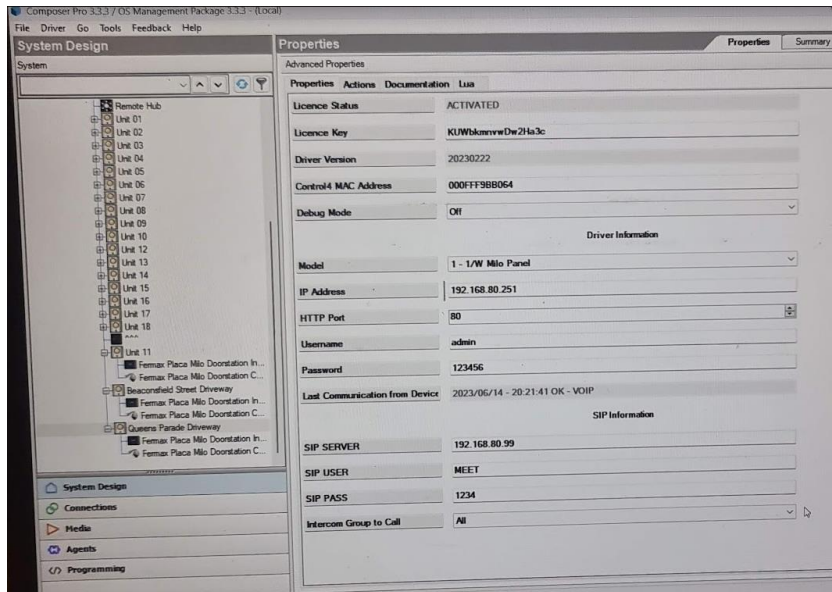 Composer Pro 3.3.3 / OS Management Package 3.3.3 - (Local)
File Driver Go Tools Feedback Help
System Design
System
Remote Hub
Unit 01
Unit 02
Unit 03
Unit 04
Unit 05
Unit 06
Unit 07
Unit 08
Unit 09
Unit 10
Unit 12
Unit 13
Unit 14
Unit 15
Unit 16
Unit 17
Unit 18
^^^
Unit 11
Fermax Placa Milo Doorstation In...
Fermax Placa Milo Doorstation C...
Beaconsfield Street Driveway
Fermax Placa Milo Doorstation In...
Fermax Placa Milo Doorstation C...
Queens Parade Driveway
Fermax Placa Milo Doorstation In...
Fermax Placa Milo Doorstation C...
System Design
Connections
Media
Agents
Programming
Properties
Properties Summary
Advanced Properties
Properties Actions Documentation Lua
Licence Status ACTIVATED
Licence Key KUWbkmnvwDw2Ha3c
Driver Version 20230222
Control4 MAC Address 000FFF9BB064
Debug Mode Off
Driver Information
Model 1 - 1/W Milo Panel
IP Address 192.168.80.251
HTTP Port 80
Username admin
Password 123456
Last Communication from Device 2023/06/14 - 20:21:41 OK - VOIP
SIP Information
SIP SERVER 192.168.80.99
SIP USER MEET
SIP PASS 1234
Intercom Group to Call All